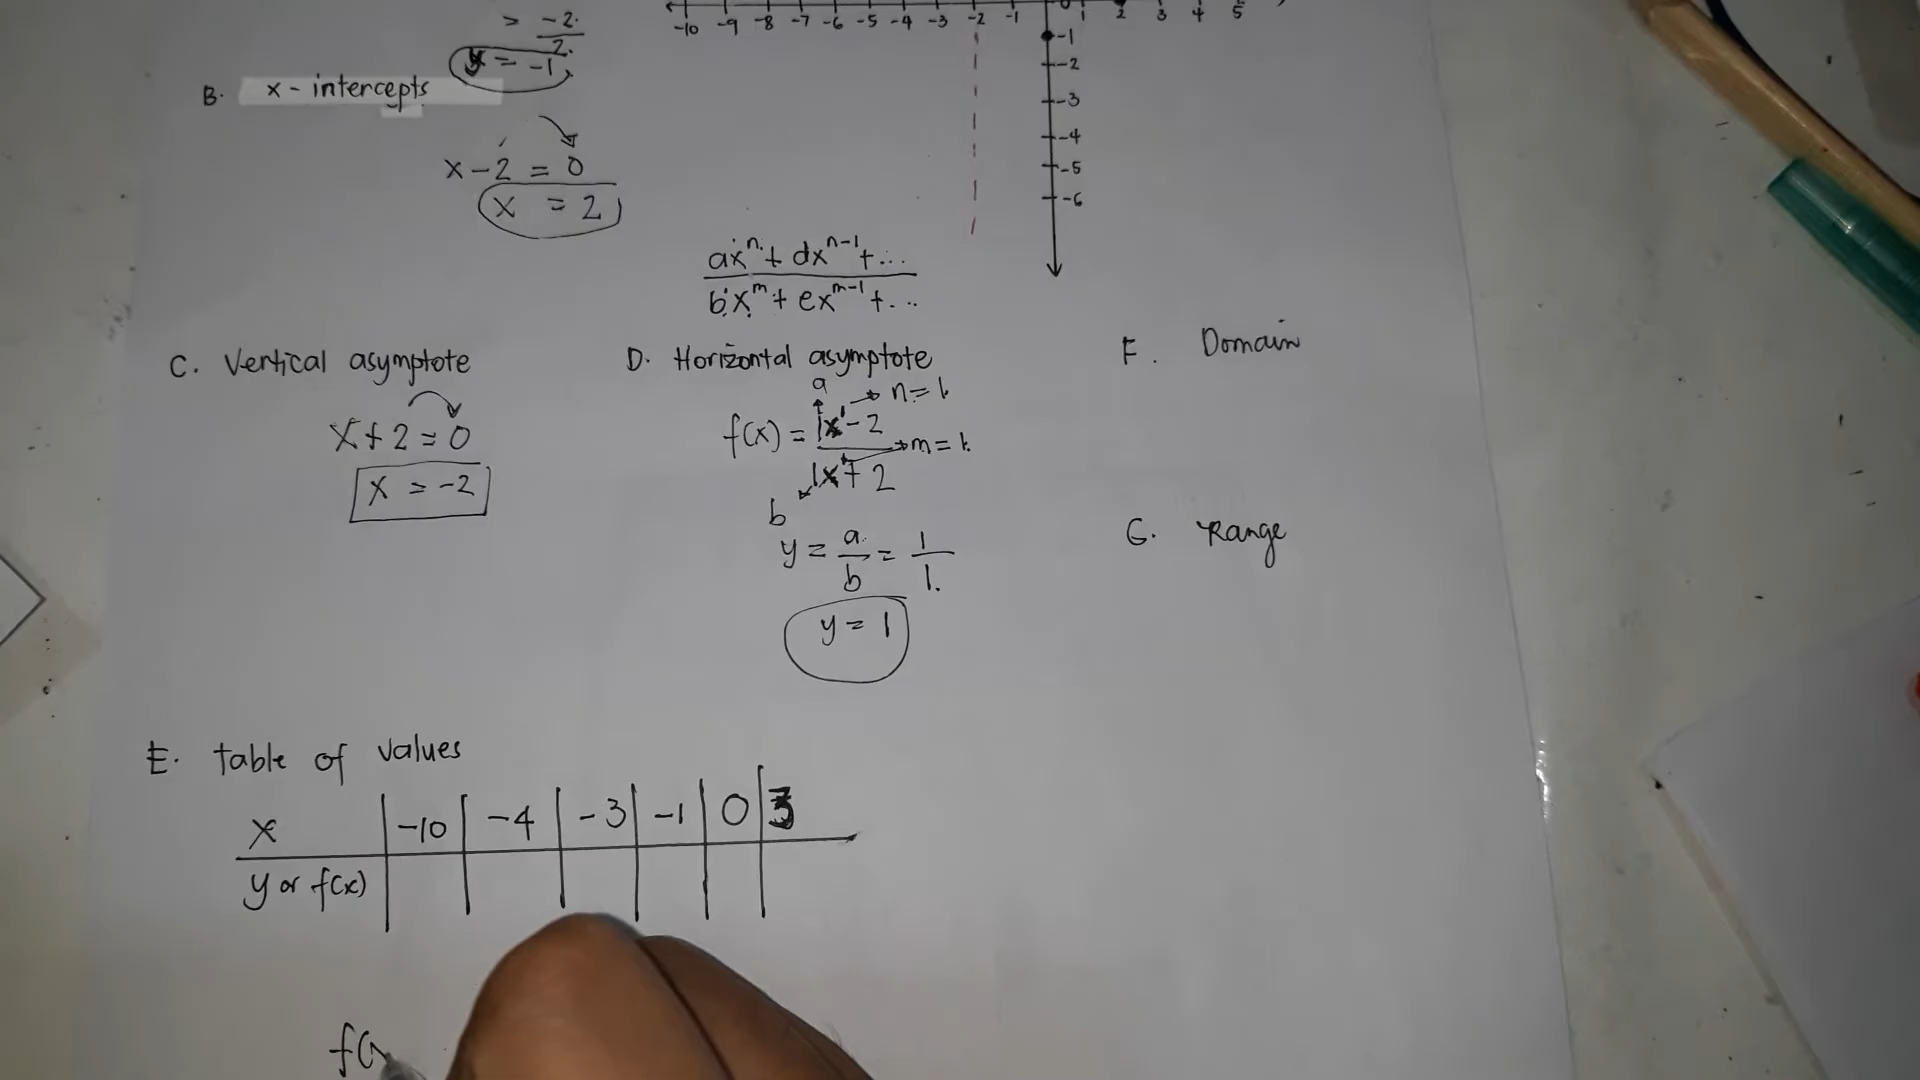 > -2.
2.
y = -1
B. x - intercepts
x - 2 = 0
x = 2
-10 -9 -8 -7 -6 -5 -4 -3 -2 -1 0 1 2 3 4 5
-1
-2
-3
-4
-5
-6
ax^n + dx^n-1 + ...
bx^m + ex^m-1 + ...
C. Vertical asymptote
x + 2 = 0
x = -2
D. Horizontal asymptote
a → n = 1.
f(x) = 1x^1 - 2
→ m = 1.
1x^1 + 2
b
y = a/b = 1/1.
y = 1
F. Domain
G. Range
E. table of values
x | -10 | -4 | -3 | -1 | 0 | 3
y or f(x)
f(x